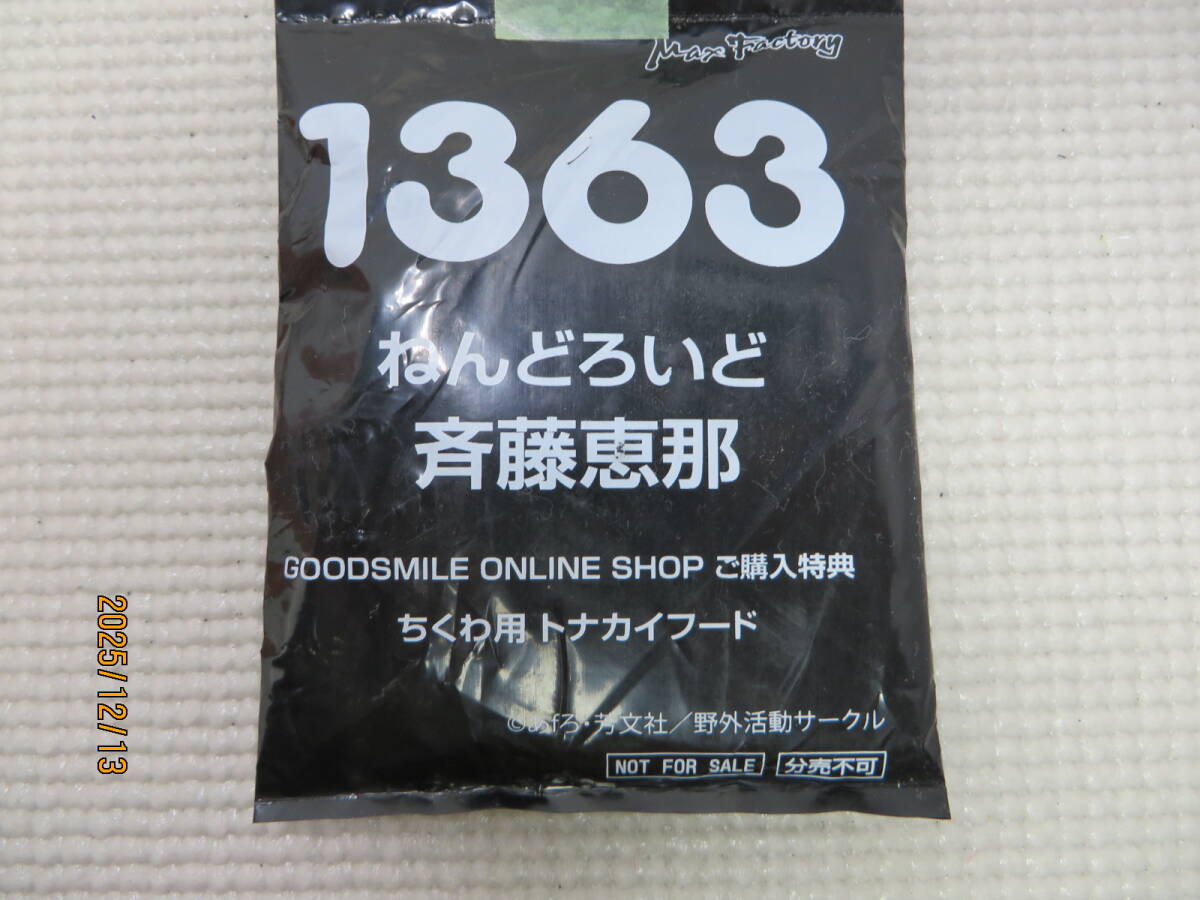 Max Factory
1363
ねんどろいど
斉藤恵那
GOODSMILE ONLINE SHOP ご購入特典
ちくわ用 トナカイフード
©あfろ・芳文社／野外活動サークル
NOT FOR SALE 分売不可
2025/12/13